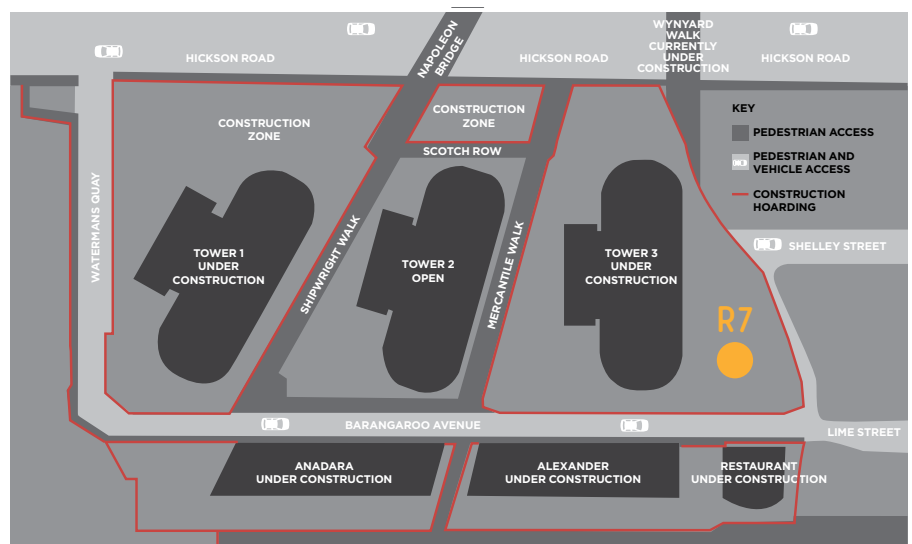 HICKSON ROAD
NAPOLEON
BRIDGE
HICKSON ROAD
WYNYARD
WALK
CURRENTLY
UNDER
CONSTRUCTION
HICKSON ROAD
CONSTRUCTION
ZONE
CONSTRUCTION
ZONE
SCOTCH ROW
KEY
PEDESTRIAN ACCESS
PEDESTRIAN AND
VEHICLE ACCESS
CONSTRUCTION
HOARDING
WATERMANS QUAY
TOWER 1
UNDER
CONSTRUCTION
SHIPWRIGHT WALK
TOWER 2
OPEN
MERCANTILE WALK
TOWER 3
UNDER
CONSTRUCTION
SHELLEY STREET
R7
BARANGAROO AVENUE
LIME STREET
ANADARA
UNDER CONSTRUCTION
ALEXANDER
UNDER CONSTRUCTION
RESTAURANT
UNDER CONSTRUCTION